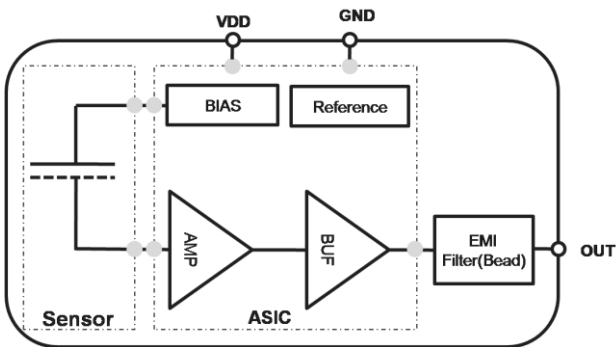 VDD
GND
BIAS
Reference
AMP
BUF
EMI
Filter(Bead)
OUT
Sensor
ASIC